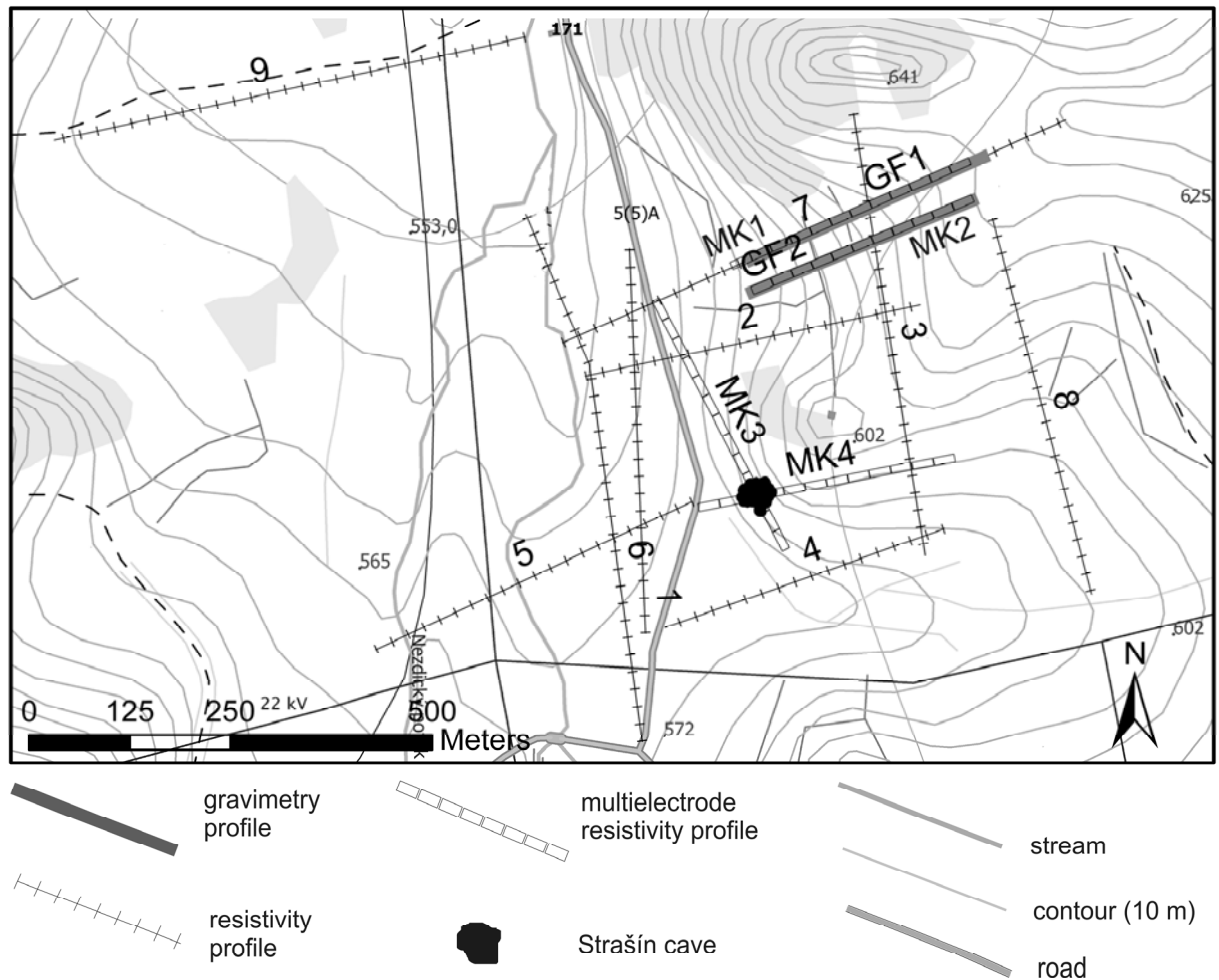 171
9
641
GF1
625
5(5)A
7
553,0
MK1
GF2
MK2
2
3
MK3
8
602
MK4
5
6
4
565
1
602
N
22 kV
0 125 250 500
Meters
572
gravimetry
profile
multielectrode
resistivity profile
stream
contour (10 m)
resistivity
profile
Strašín cave
road